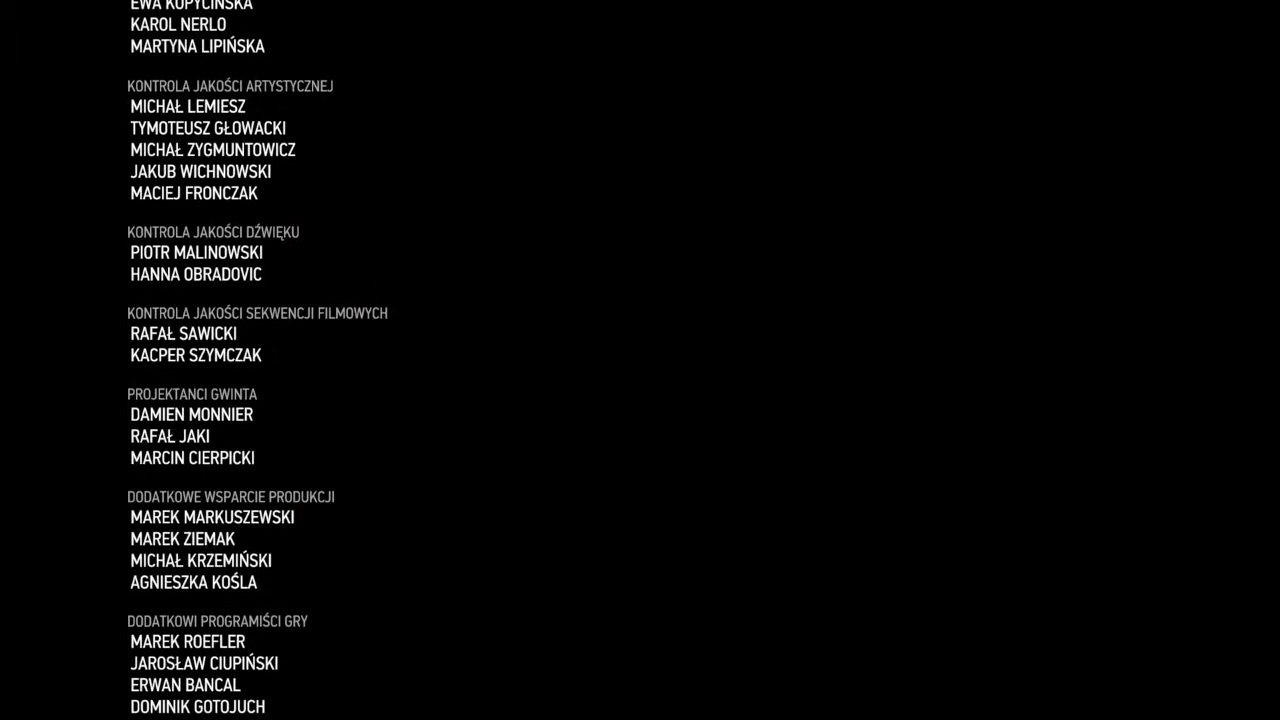 EWA KOPYCIŃSKA
KAROL NERLO
MARTYNA LIPIŃSKA
KONTROLA JAKOŚCI ARTYSTYCZNEJ
MICHAŁ LEMIESZ
TYMOTEUSZ GŁOWACKI
MICHAŁ ZYGMUNTOWICZ
JAKUB WICHNOWSKI
MACIEJ FRONCZAK
KONTROLA JAKOŚCI DŹWIĘKU
PIOTR MALINOWSKI
HANNA OBRADOVIC
KONTROLA JAKOŚCI SEKWENCJI FILMOWYCH
RAFAŁ SAWICKI
KACPER SZYMCZAK
PROJEKTANCI GWINTA
DAMIEN MONNIER
RAFAŁ JAKI
MARCIN CIERPICKI
DODATKOWE WSPARCIE PRODUKCJI
MAREK MARKUSZEWSKI
MAREK ZIEMAK
MICHAŁ KRZEMIŃSKI
AGNIESZKA KOŚLA
DODATKOWI PROGRAMIŚCI GRY
MAREK ROEFLER
JAROSŁAW CIUPIŃSKI
ERWAN BANCAL
DOMINIK GOTOJUCH